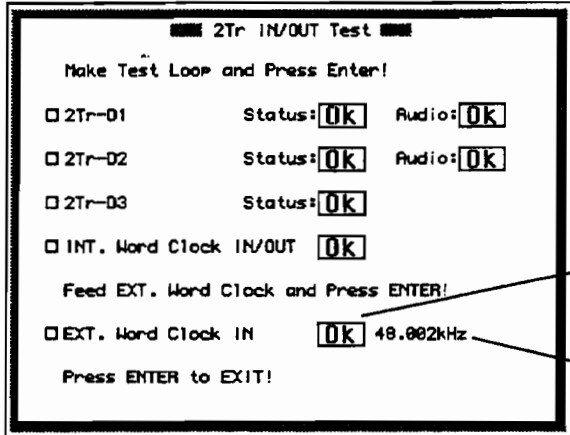 2Tr IN/OUT Test
Make Test Loop and Press Enter!
2Tr-D1 Status: Ok Audio: Ok
2Tr-D2 Status: Ok Audio: Ok
2Tr-D3 Status: Ok
INT. Word Clock IN/OUT Ok
Feed EXT. Word Clock and Press ENTER!
EXT. Word Clock IN Ok 48.002kHz
Press ENTER to EXIT!